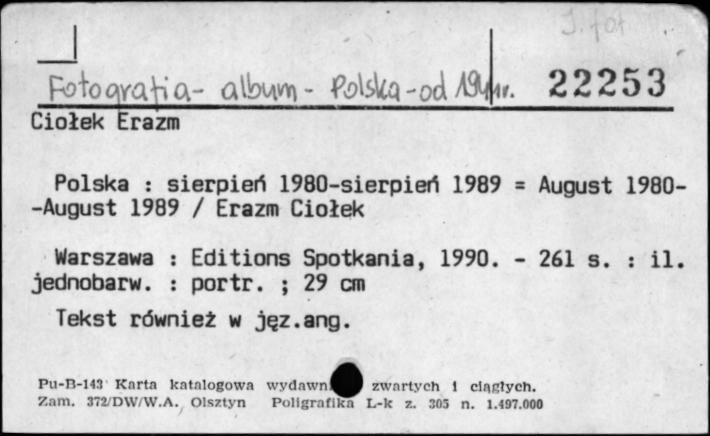 J. fot
Fotografia - album - Polska - od 1944r. 22253
Ciołek Erazm
Polska : sierpień 1980-sierpień 1989 = August 1980-
-August 1989 / Erazm Ciołek
Warszawa : Editions Spotkania, 1990. - 261 s. : il.
jednobarw. : portr. ; 29 cm
Tekst również w jęz.ang.
Pu-B-143 Karta katalogowa wydawn. zwartych i ciągłych.
Zam. 372/DW/W.A. Olsztyn Poligrafika L-k z. 305 n. 1.497.000